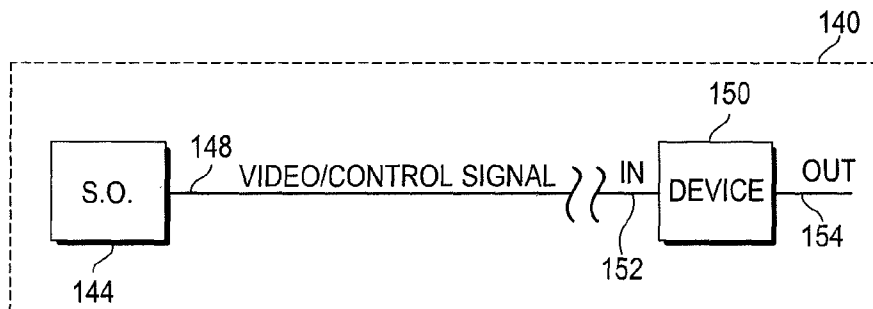 140
150
148
VIDEO/CONTROL SIGNAL
IN
OUT
S.O.
DEVICE
152
154
144